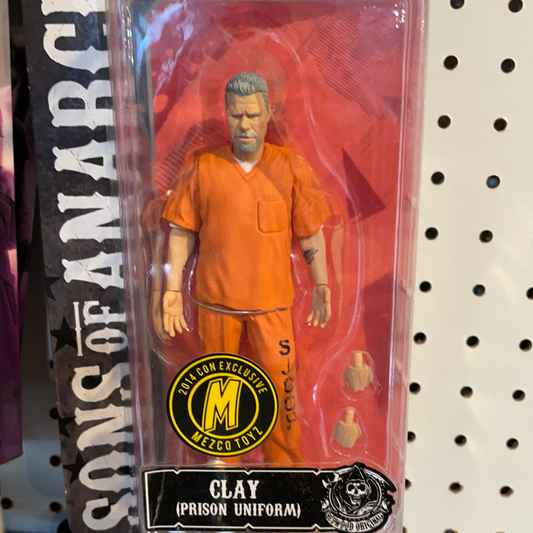 SONS OF ANARCHY
S
J
C
C
F
2014 CON EXCLUSIVE
M
MEZCO TOYZ
CLAY
(PRISON UNIFORM)